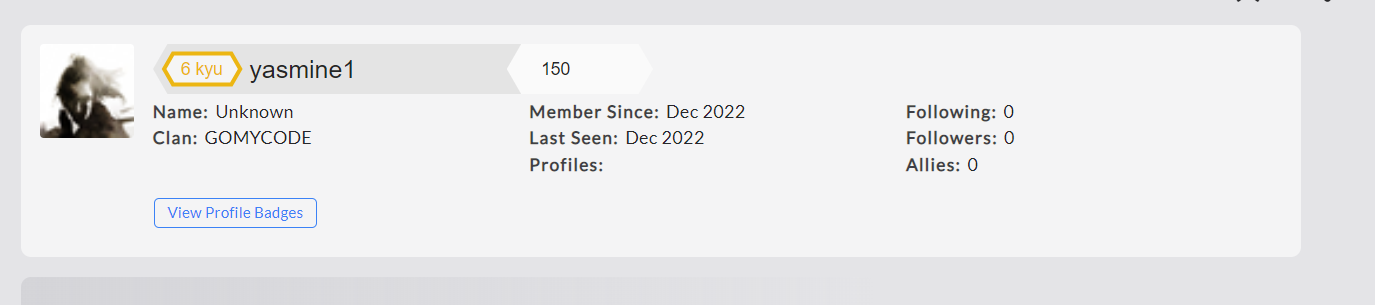 6 kyu yasmine1 150
Name: Unknown Member Since: Dec 2022 Following: 0
Clan: GOMYCODE Last Seen: Dec 2022 Followers: 0
Profiles: Allies: 0
View Profile Badges